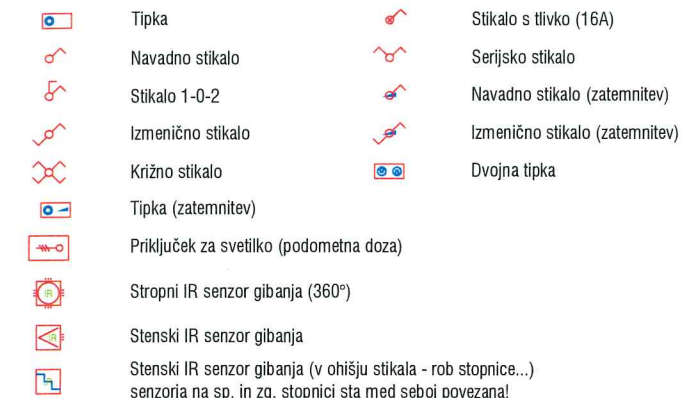 Tipka
Navadno stikalo
Stikalo 1-0-2
Izmenično stikalo
Križno stikalo
Tipka (zatemnitev)
Priključek za svetilko (podometna doza)
IR Stropni IR senzor gibanja (360°)
IR Stenski IR senzor gibanja
IR Stenski IR senzor gibanja (v ohišju stikala - rob stopnice...)
senzorja na sp. in zg. stopnici sta med seboj povezana!
Stikalo s tlivko (16A)
Serijsko stikalo
Navadno stikalo (zatemnitev)
Izmenično stikalo (zatemnitev)
Dvojna tipka